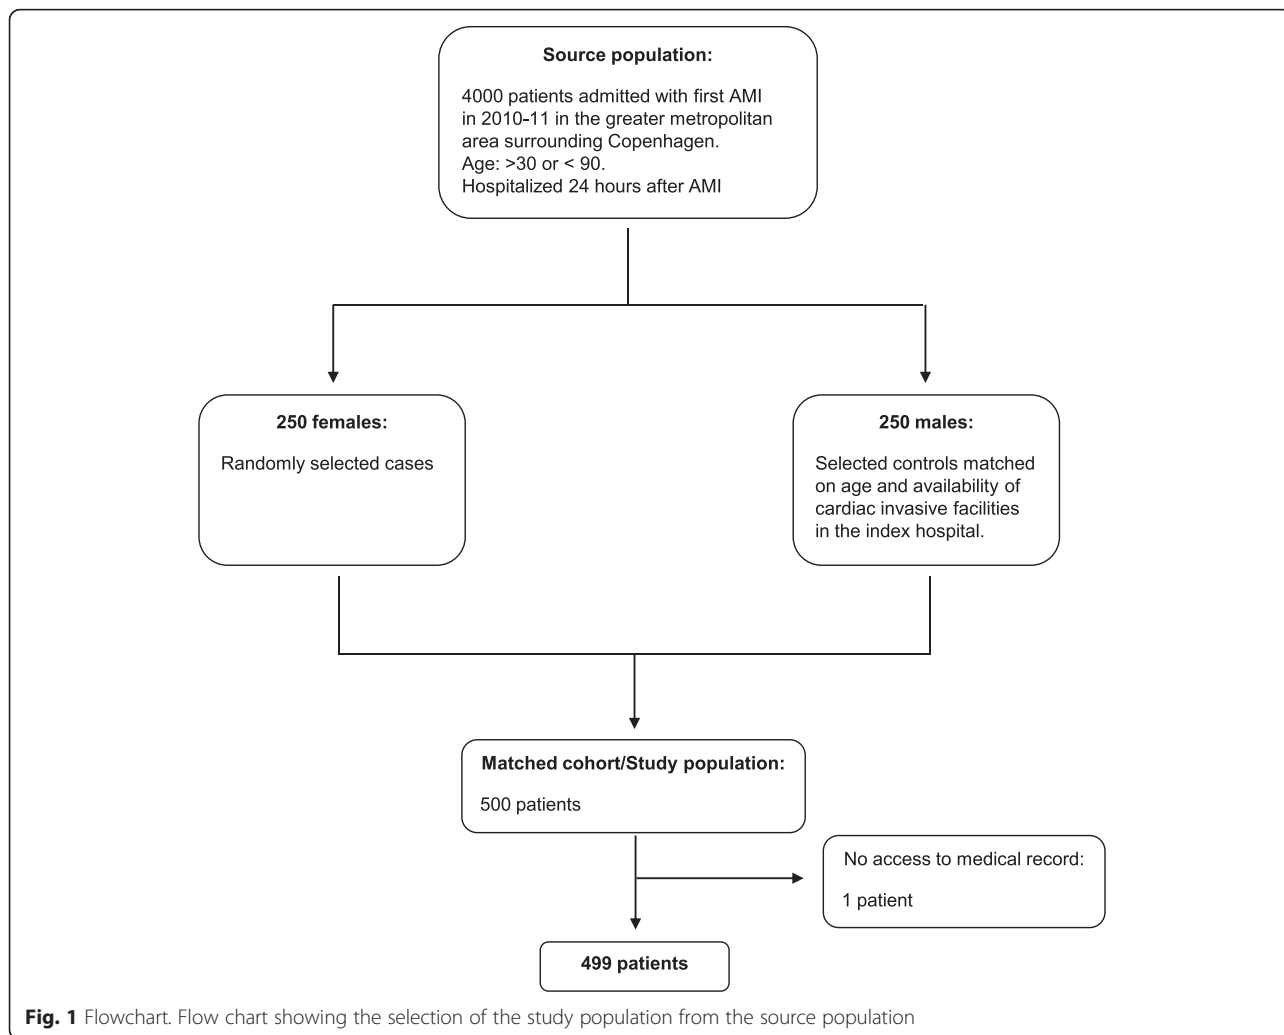 Source population:
4000 patients admitted with first AMI
in 2010-11 in the greater metropolitan
area surrounding Copenhagen.
Age: >30 or < 90.
Hospitalized 24 hours after AMI
250 females:
Randomly selected cases
250 males:
Selected controls matched
on age and availability of
cardiac invasive facilities
in the index hospital.
Matched cohort/Study population:
500 patients
No access to medical record:
1 patient
499 patients
Fig. 1 Flowchart. Flow chart showing the selection of the study population from the source population